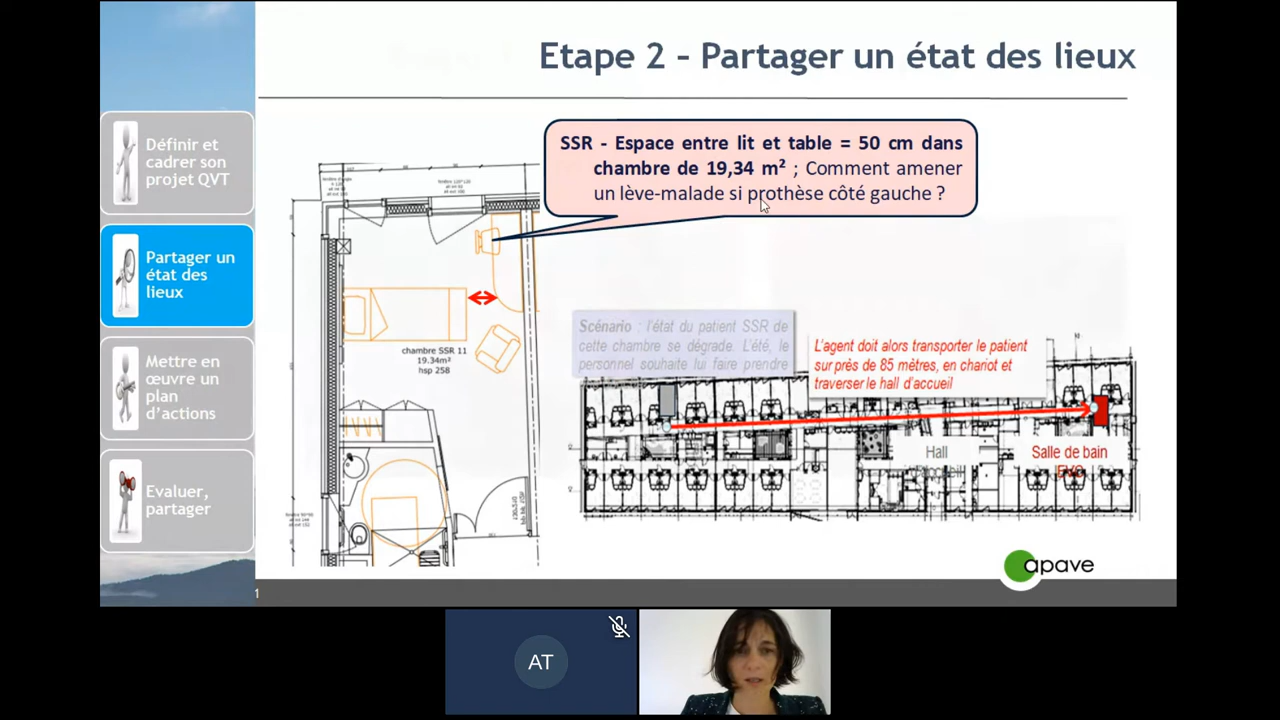 Etape 2 – Partager un état des lieux
Définir et
cadrer son
projet QVT
Partager un
état des
lieux
Mettre en
œuvre un
plan
d'actions
Evaluer,
partager
SSR - Espace entre lit et table = 50 cm dans
chambre de 19,34 m² ; Comment amener
un lève-malade si prothèse côté gauche ?
chambre SSR 11
19.34m²
hsp 258
Scénario : l'état du patient SSR de
cette chambre se dégrade. L'été, le
personnel souhaite lui faire prendre
L'agent doit alors transporter le patient
sur près de 85 mètres, en chariot et
traverser le hall d'accueil
Hall
Salle de bain
EVC
apave
1
AT